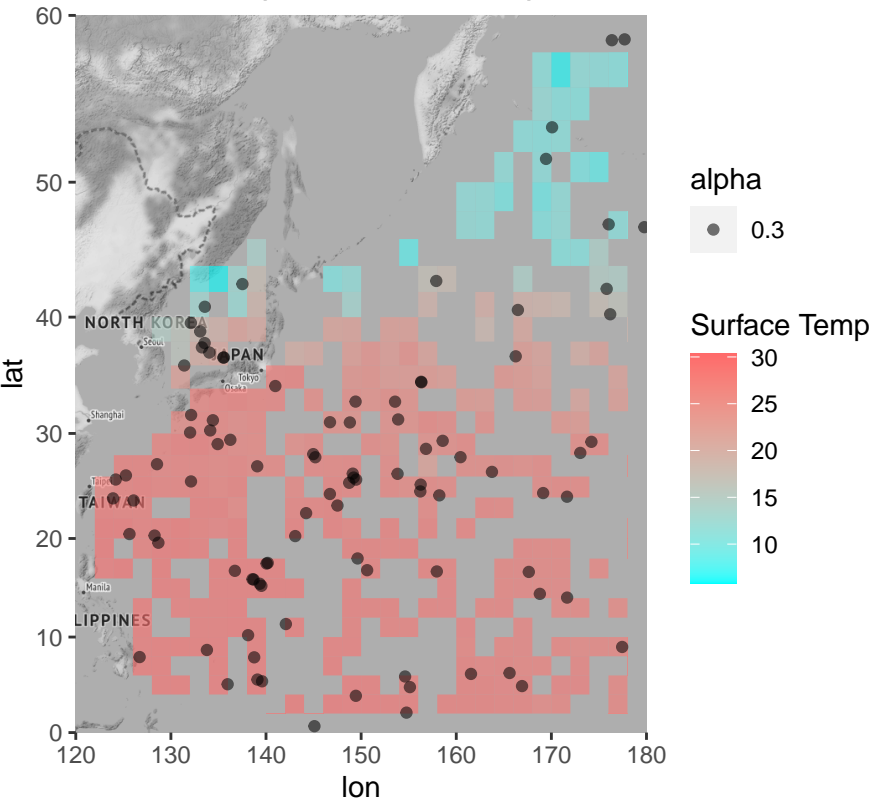 60
50
40
30
20
10
0
lat
120
130
140
150
160
170
180
lon
NORTH KOREA
Seoul
PAN
Tokyo
Osaka
Shanghai
Taipe
TAIWAN
Manila
LIPPINES
alpha
0.3
Surface Temp
30
25
20
15
10